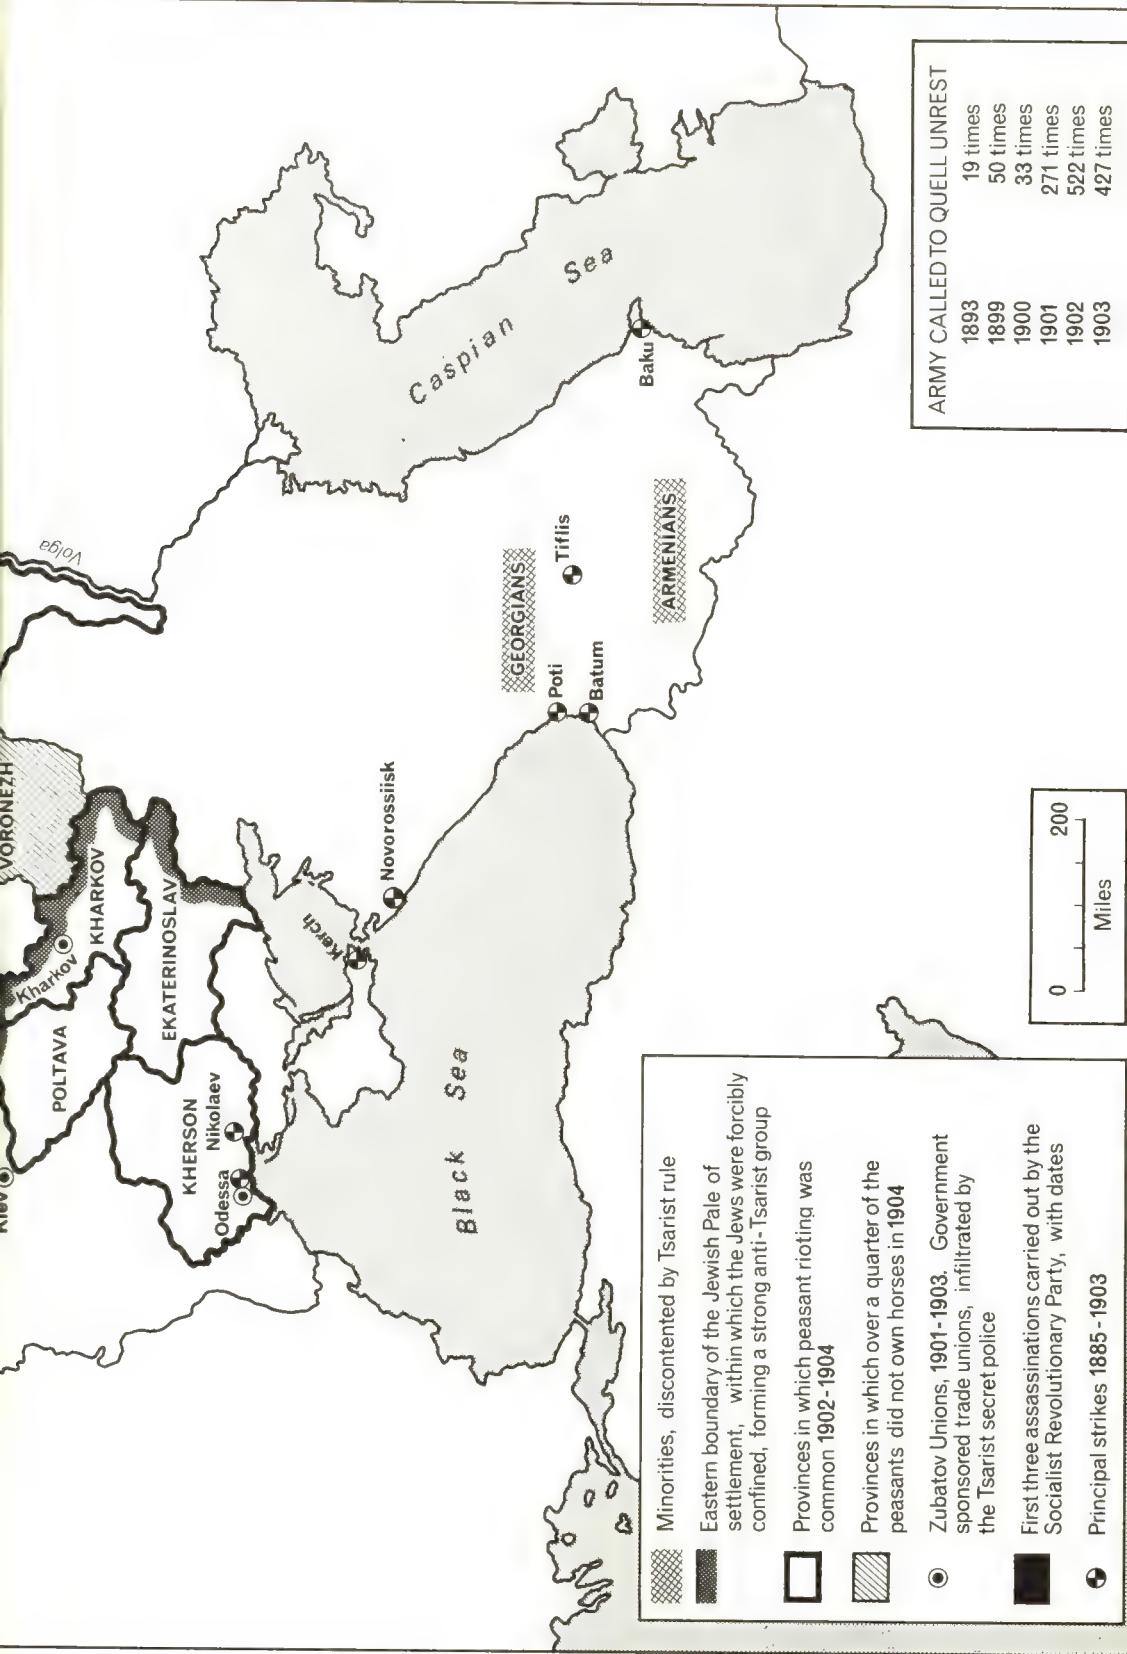 Volga
VORONEZH
KHARKOV
Kharkov
EKATERINOSLAV
POLTAVA
KHERSON
Nikolaev
Odessa
Kiev
Kerch
Novorossiisk
Black Sea
Caspian Sea
GEORGIANS
Poti
Batum
Tiflis
ARMENIANS
Baku
Minorities, discontented by Tsarist rule
Eastern boundary of the Jewish Pale of
settlement, within which the Jews were forcibly
confined, forming a strong anti-Tsarist group
Provinces in which peasant rioting was
common 1902-1904
Provinces in which over a quarter of the
peasants did not own horses in 1904
Zubatov Unions, 1901-1903. Government
sponsored trade unions, infiltrated by
the Tsarist secret police
First three assassinations carried out by the
Socialist Revolutionary Party, with dates
Principal strikes 1885-1903
0 200
Miles
ARMY CALLED TO QUELL UNREST
1893 19 times
1899 50 times
1900 33 times
1901 271 times
1902 522 times
1903 427 times